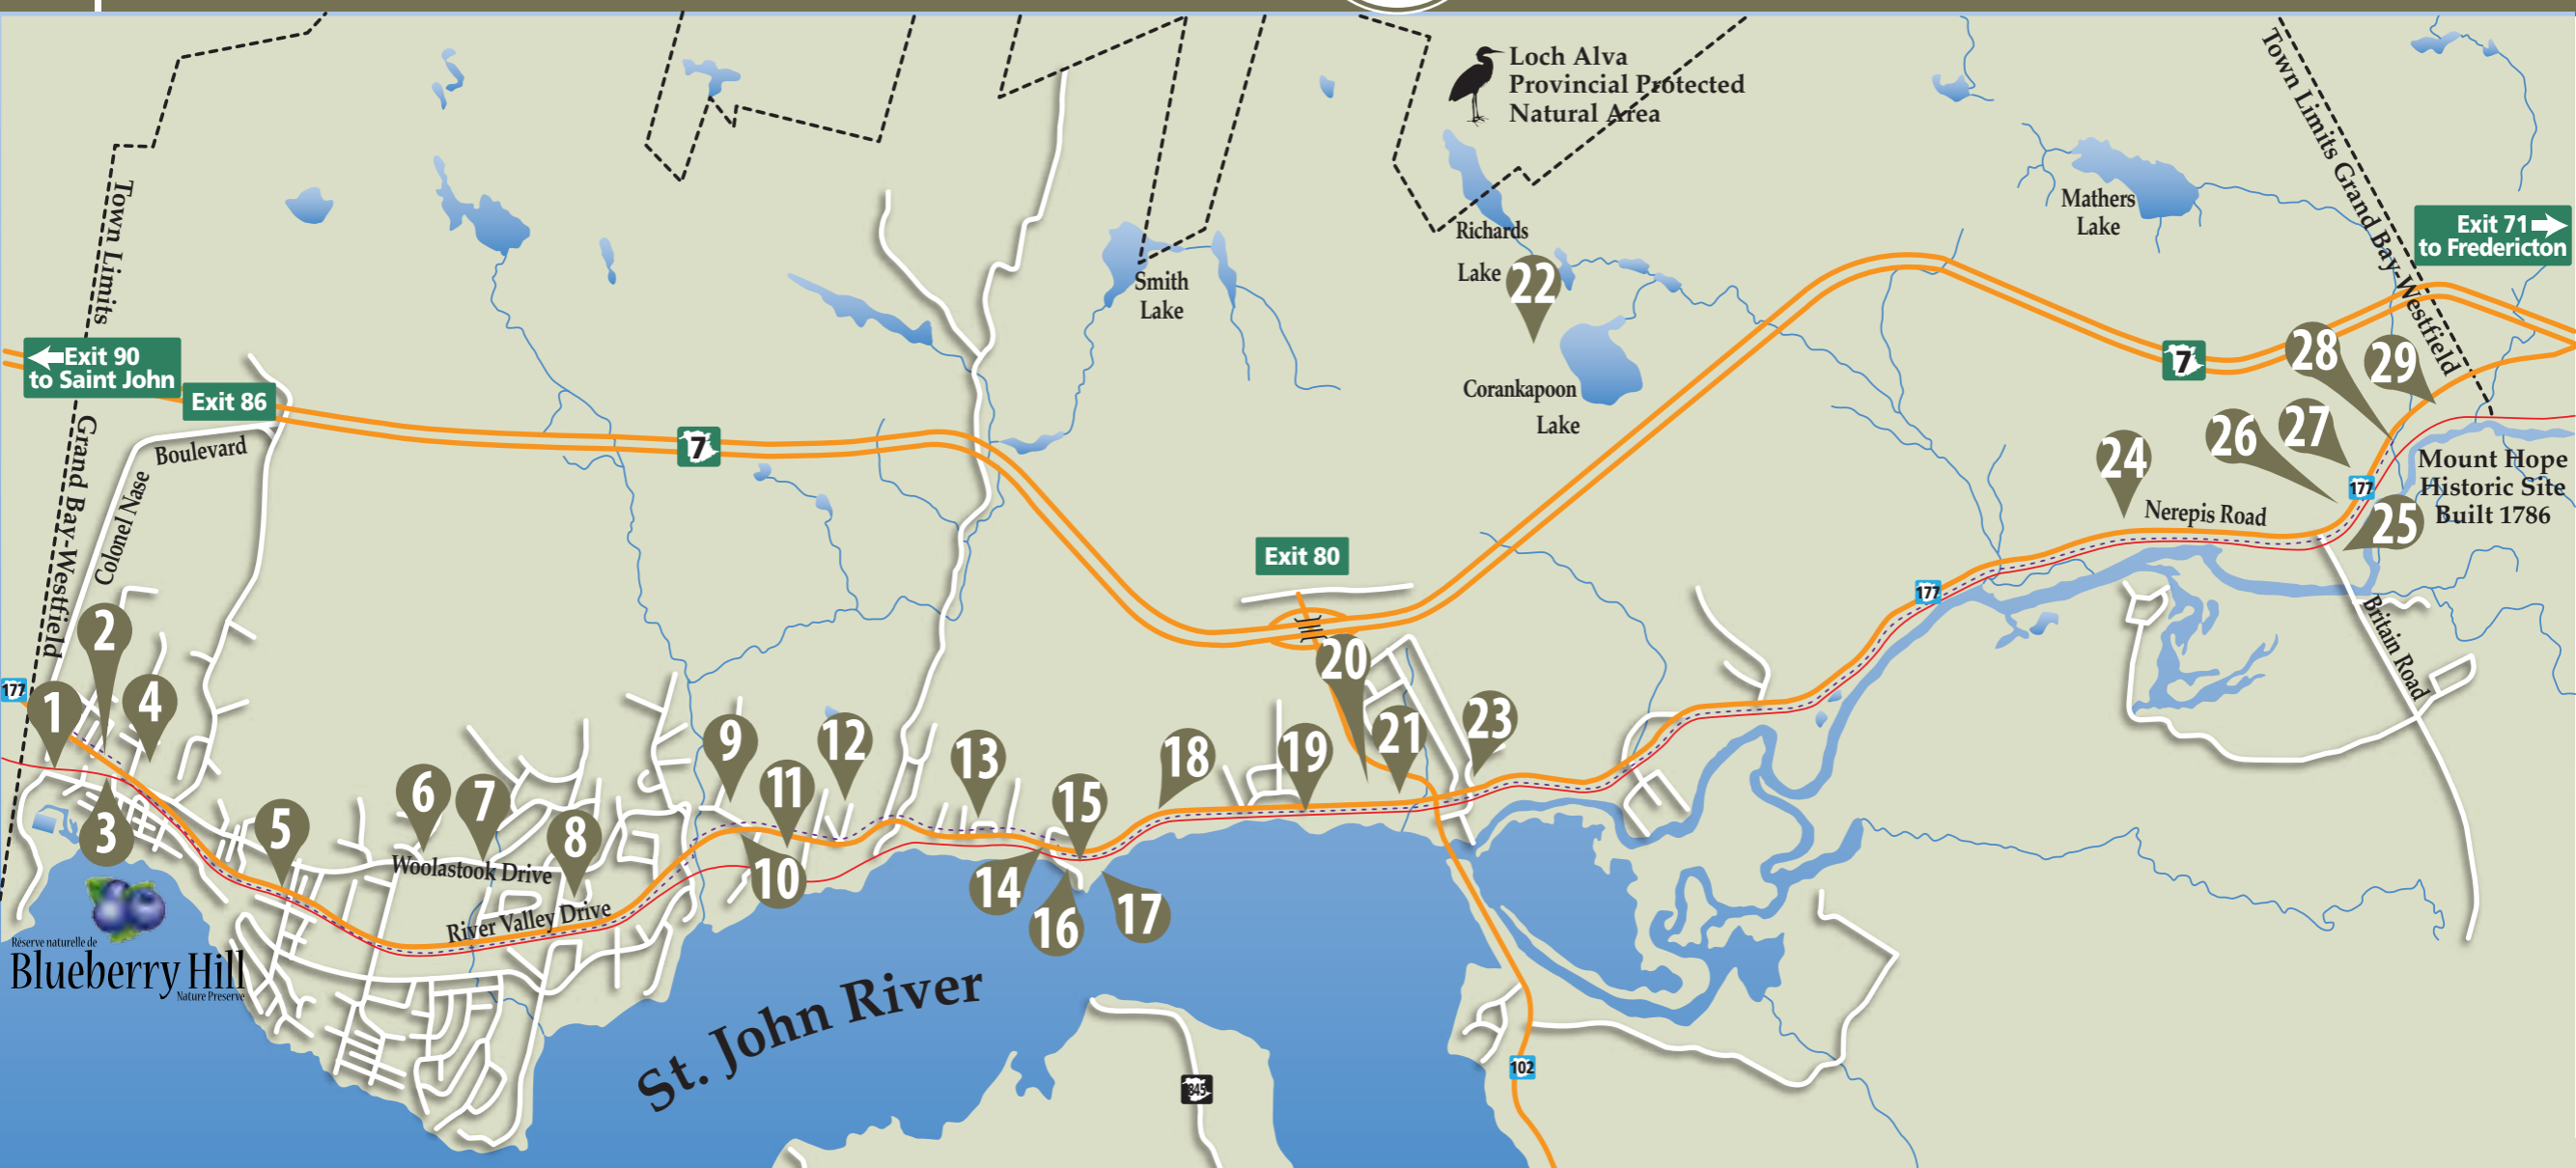 Loch Alva
Provincial Protected
Natural Area
Town Limits Grand Bay-Westfield
Mathers
Lake
Exit 71
to Fredericton
Richards
Lake
22
Smith
Lake
Town Limits
Grand Bay-Westfield
Exit 90
to Saint John
Exit 86
Boulevard
Colonel Nase
7
7
28
29
Corankapoon
Lake
26
27
24
Mount Hope
Historic Site
Built 1786
177
25
Nerepis Road
Exit 80
177
Britain Road
2
177
1
4
20
23
21
9
12
18
19
13
11
15
6
7
5
3
8
Woolastook Drive
10
14
16
17
River Valley Drive
Réserve naturelle de
Blueberry Hill
Nature Preserve
St. John River
845
102